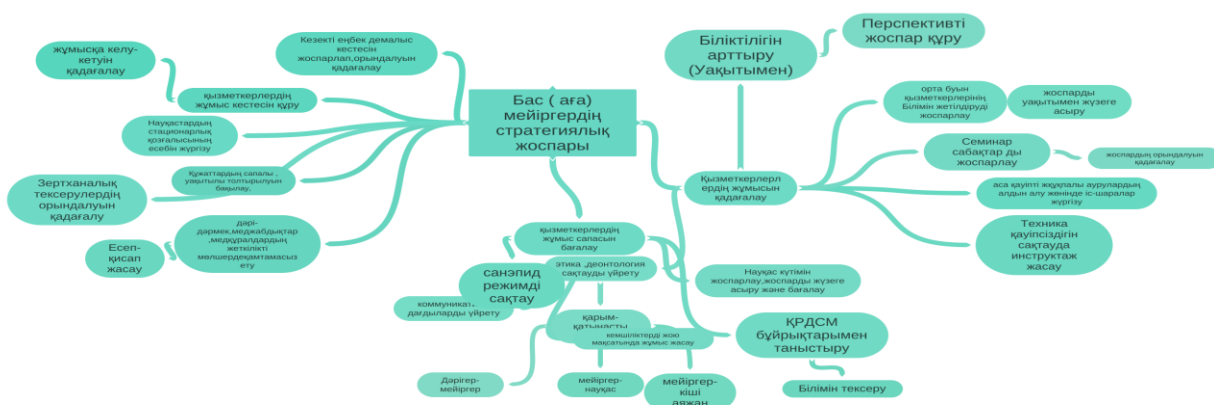 жұмысқа келу-
кетуін
қадағалау
Кезекті еңбек демалыс
кестесін
жоспарлап,орындалуын
қадағалау
қызметкерлердің
жұмыс кестесін құру
Науқастардың
стационарлық
қозғалысының
есебін жүргізу
Құжаттардың сапалы ,
уақытылы толтырылуын
бақылау,
Зертханалық
тексерулердің
орындалуын
қадағалу
дәрі-
дәрмек,меджабдықтар
,медқұралдардың
жеткілікті
мөлшердеқамтамасыз
ету
Есеп-
қисап
жасау
Бас ( аға)
мейіргердің
стратегиялық
жоспары
Біліктілігін
арттыру
(Уақытымен)
Перспективті
жоспар құру
Қызметкерлерл
ердің жұмысын
қадағалау
орта буын
қызметкерлерінің
Білімін жетілдіруді
жоспарлау
жоспарды
уақытымен жүзеге
асыру
Семинар
сабақтар ды
жоспарлау
жоспардың орындалуын
қадағалау
аса қауіпті жқұқпалы аурулардың
алдын алу жөнінде іс-шаралар
жүргізу
Техника
қауіпсіздігін
сақтауда
инструктаж
жасау
қызметкерлердің
жұмыс сапасын
бағалау
этика ,деонтология
сақтауды үйрету
санэпид
режимді
сақтау
дағдыларды үйрету
қарым-
қатынасты
кемшіліктерді жою
мақсатында жұмыс жасау
Дәрігер-
мейіргер
мейіргер-
науқас
мейіргер-
кіші
Науқас күтімін
жоспарлау,жоспарды жүзеге
асыру және бағалау
ҚРДСМ
бұйрықтарымен
таныстыру
Білімін тексеру